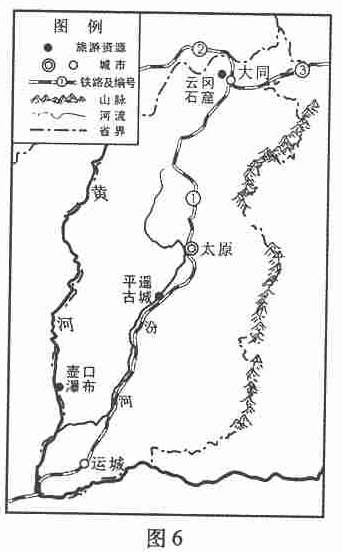 图例
旅游资源
城市
① 铁路及编号
山脉
河流
省界
②
③
大同
云冈
石窟
黄
①
太原
平遥
古城
河
汾
壶口
瀑布
河
运城
图6